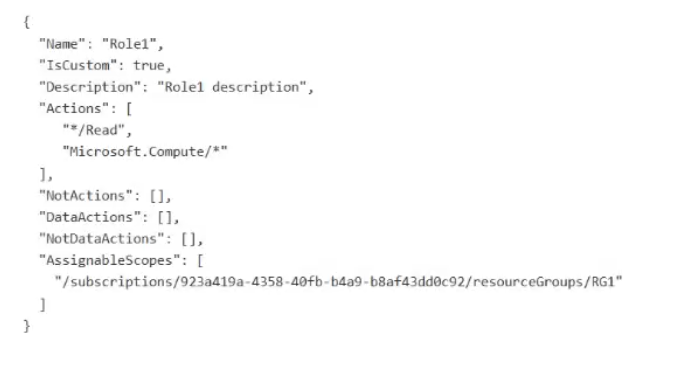 {
"Name": "Role1",
"IsCustom": true,
"Description": "Role1 description",
"Actions": [
"*/Read",
"Microsoft.Compute/*"
],
"NotActions": [],
"DataActions": [],
"NotDataActions": [],
"AssignableScopes": [
"/subscriptions/923a419a-4358-40fb-b4a9-b8af43dd0c92/resourceGroups/RG1"
]
}